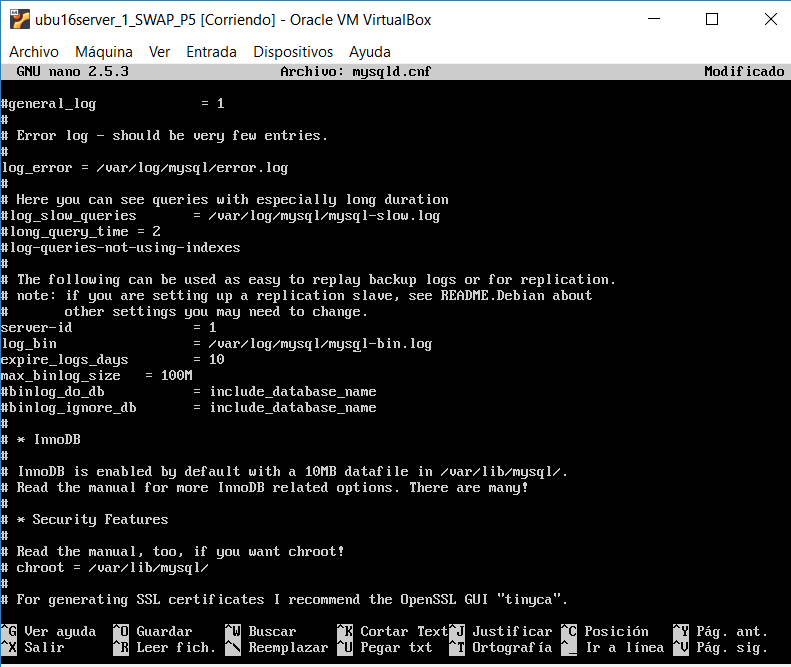 ubu16server_1_SWAP_P5 [Corriendo] - Oracle VM VirtualBox
Archivo Máquina Ver Entrada Dispositivos Ayuda
GNU nano 2.5.3 Archivo: mysqld.cnf Modificado
#general_log = 1
#
# Error log - should be very few entries.
#
log_error = /var/log/mysql/error.log
#
# Here you can see queries with especially long duration
#log_slow_queries = /var/log/mysql/mysql-slow.log
#long_query_time = 2
#log-queries-not-using-indexes
#
# The following can be used as easy to replay backup logs or for replication.
# note: if you are setting up a replication slave, see README.Debian about
# other settings you may need to change.
server-id = 1
log_bin = /var/log/mysql/mysql-bin.log
expire_logs_days = 10
max_binlog_size = 100M
#binlog_do_db = include_database_name
#binlog_ignore_db = include_database_name
#
# * InnoDB
#
# InnoDB is enabled by default with a 10MB datafile in /var/lib/mysql/.
# Read the manual for more InnoDB related options. There are many!
#
# * Security Features
#
# Read the manual, too, if you want chroot!
# chroot = /var/lib/mysql/
#
# For generating SSL certificates I recommend the OpenSSL GUI "tinyca".
^G Ver ayuda ^O Guardar ^W Buscar ^K Cortar Text ^J Justificar ^C Posición ^Y Pág. ant.
^X Salir ^R Leer fich. ^\ Reemplazar ^U Pegar txt ^T Ortografía ^_ Ir a línea ^V Pág. sig.